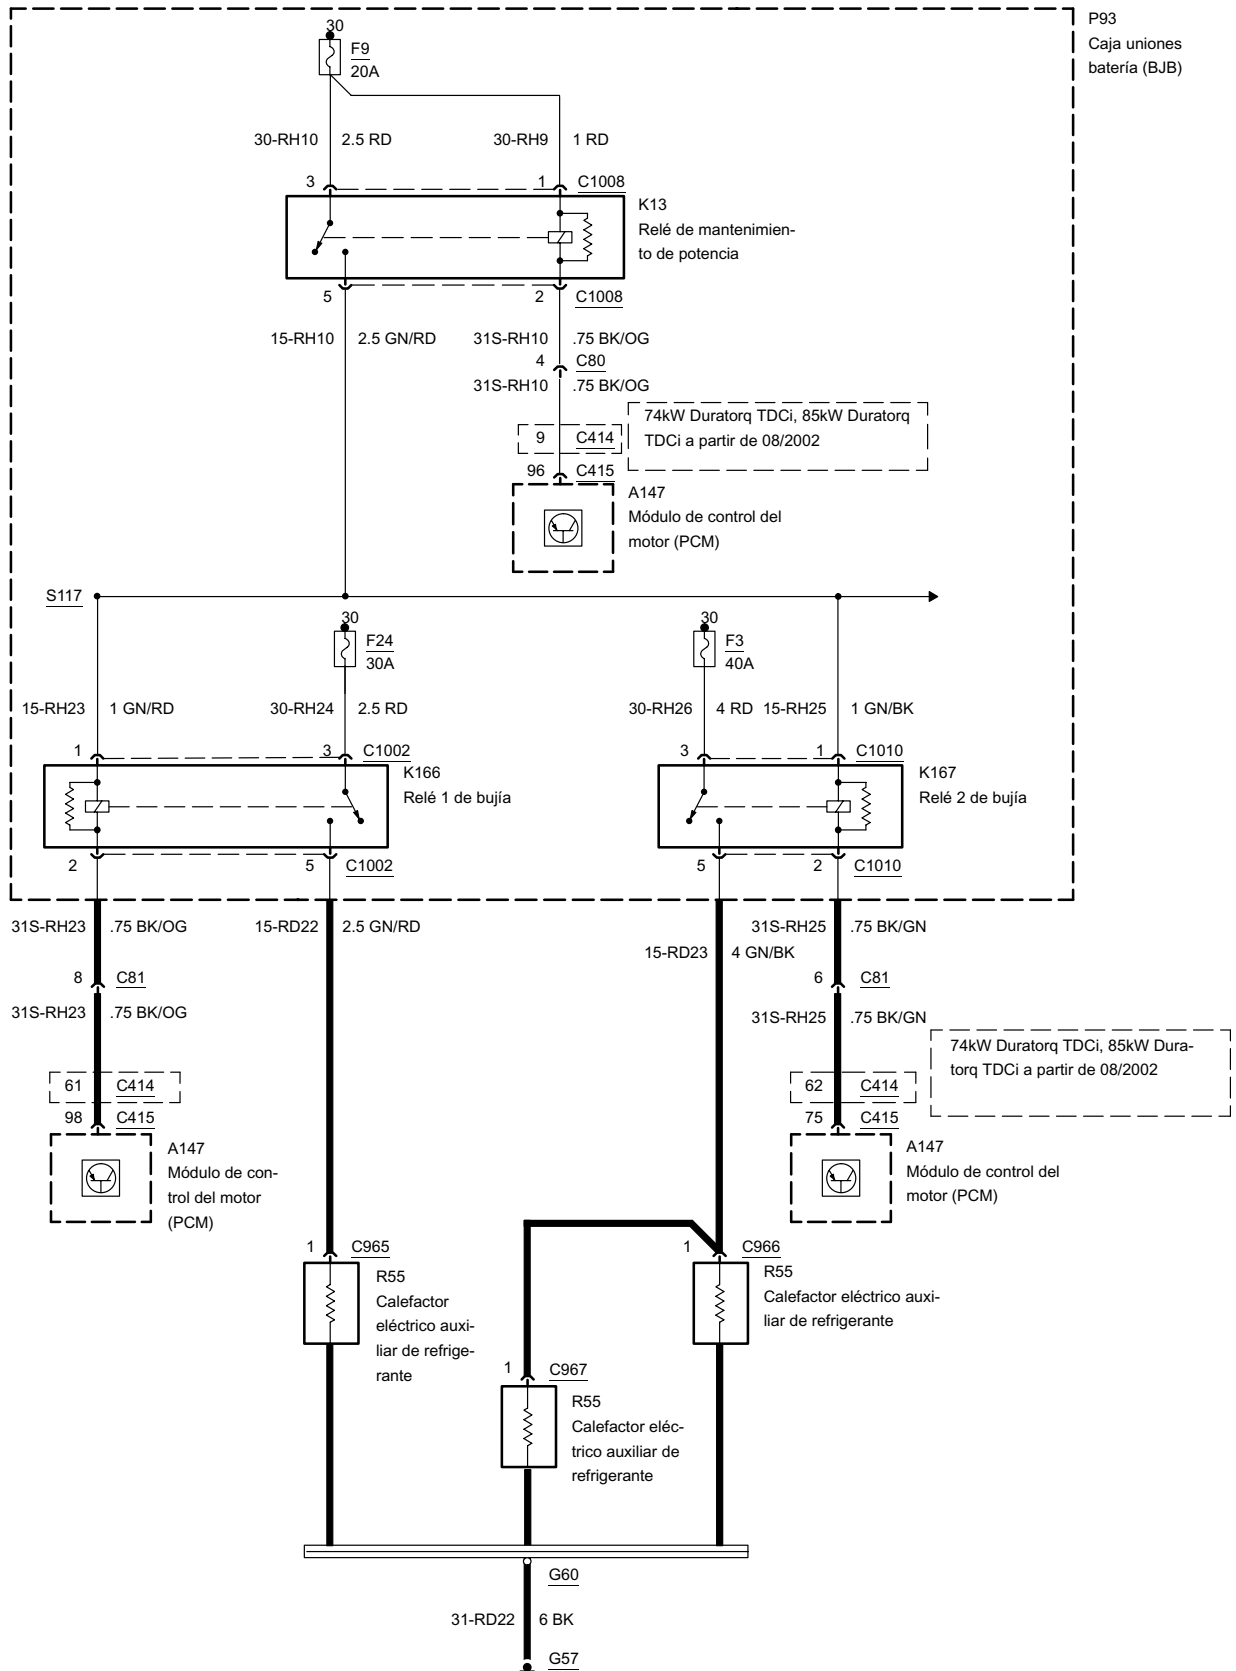 P93
Caja uniones
batería (BJB)
30
F9
20A
30-RH10 2.5 RD 30-RH9 1 RD
3 1 C1008
K13
Relé de mantenimien-
to de potencia
5 2 C1008
15-RH10 2.5 GN/RD 31S-RH10 .75 BK/OG
4 C80
31S-RH10 .75 BK/OG
74kW Duratorq TDCi, 85kW Duratorq
TDCi a partir de 08/2002
9 C414
96 C415
A147
Módulo de control del
motor (PCM)
S117
30 30
F24 F3
30A 40A
15-RH23 1 GN/RD 30-RH24 2.5 RD 30-RH26 4 RD 15-RH25 1 GN/BK
1 3 C1002 3 1 C1010
K166 K167
Relé 1 de bujía Relé 2 de bujía
2 5 C1002 5 2 C1010
31S-RH23 .75 BK/OG 15-RD22 2.5 GN/RD 31S-RH25 .75 BK/GN
15-RD23 4 GN/BK
8 C81 6 C81
31S-RH23 .75 BK/OG 31S-RH25 .75 BK/GN
74kW Duratorq TDCi, 85kW Dura-
torq TDCi a partir de 08/2002
61 C414 62 C414
98 C415 75 C415
A147
Módulo de con-
trol del motor
(PCM)
A147
Módulo de control del
motor (PCM)
1 C965 1 C966
R55
Calefactor
eléctrico auxi-
liar de refrige-
rante
R55
Calefactor eléctrico auxi-
liar de refrigerante
1 C967
R55
Calefactor eléc-
trico auxiliar de
refrigerante
G60
31-RD22 6 BK
G57